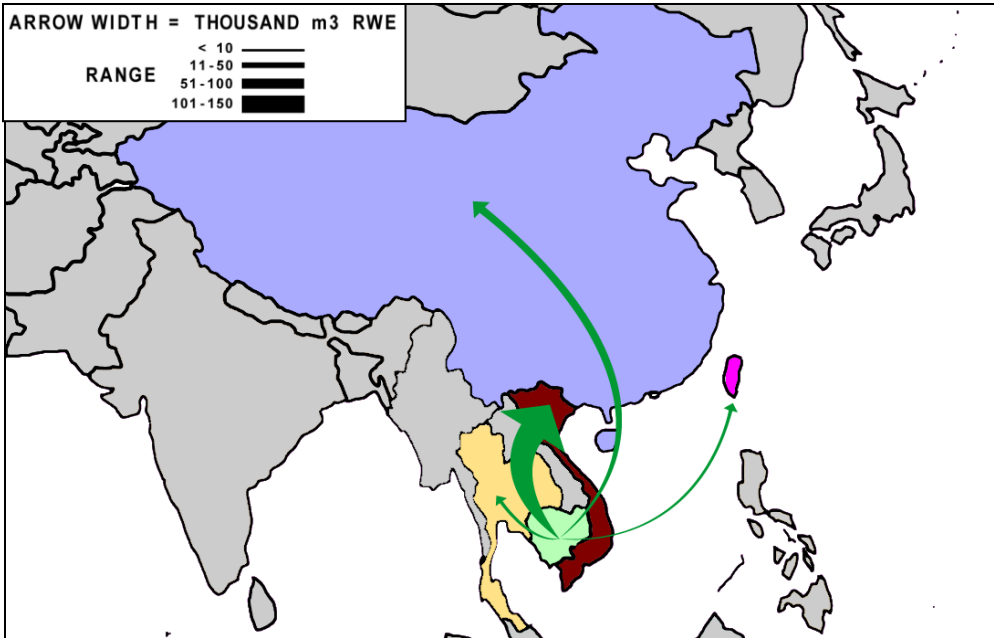 ARROW WIDTH = THOUSAND m3 RWE
RANGE
< 10
11-50
51-100
101-150